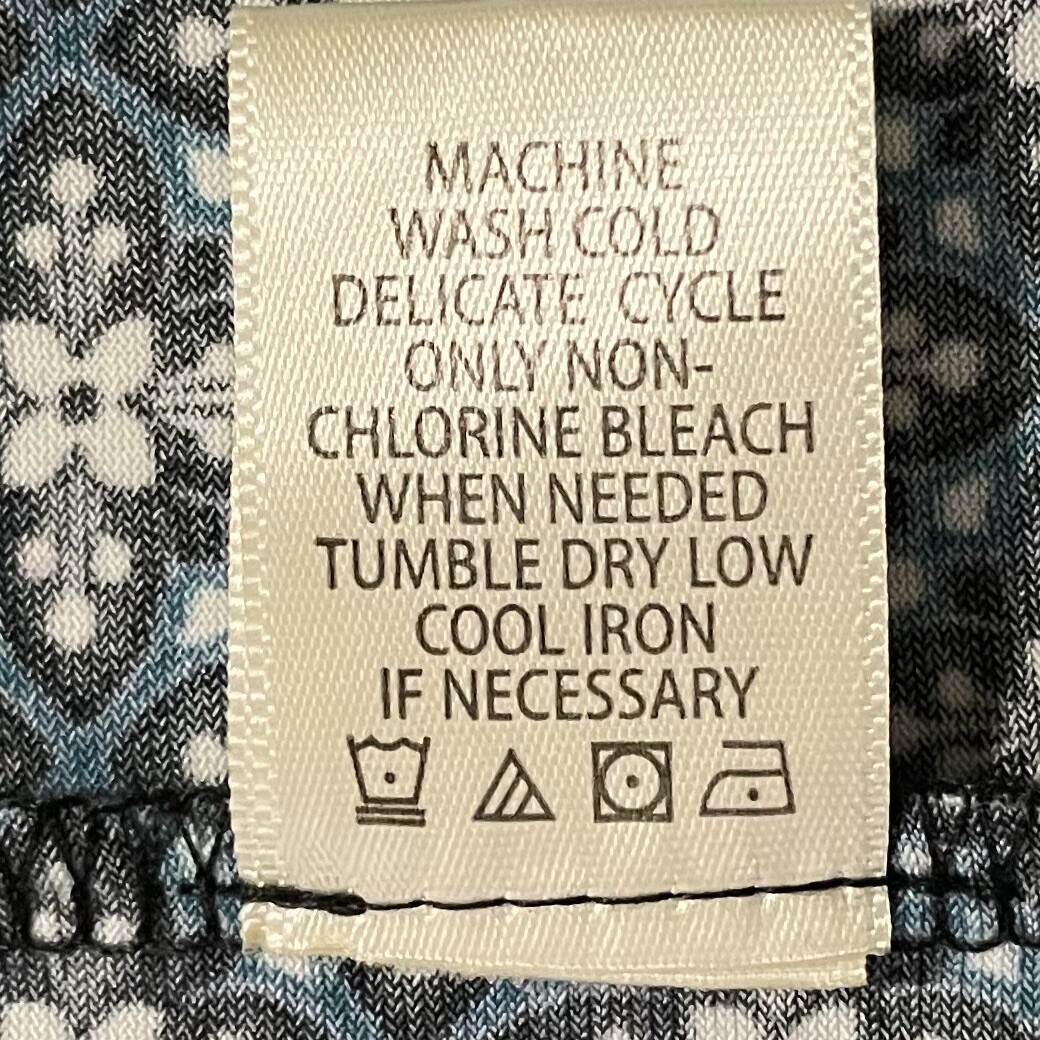 MACHINE
WASH COLD
DELICATE CYCLE
ONLY NON-
CHLORINE BLEACH
WHEN NEEDED
TUMBLE DRY LOW
COOL IRON
IF NECESSARY